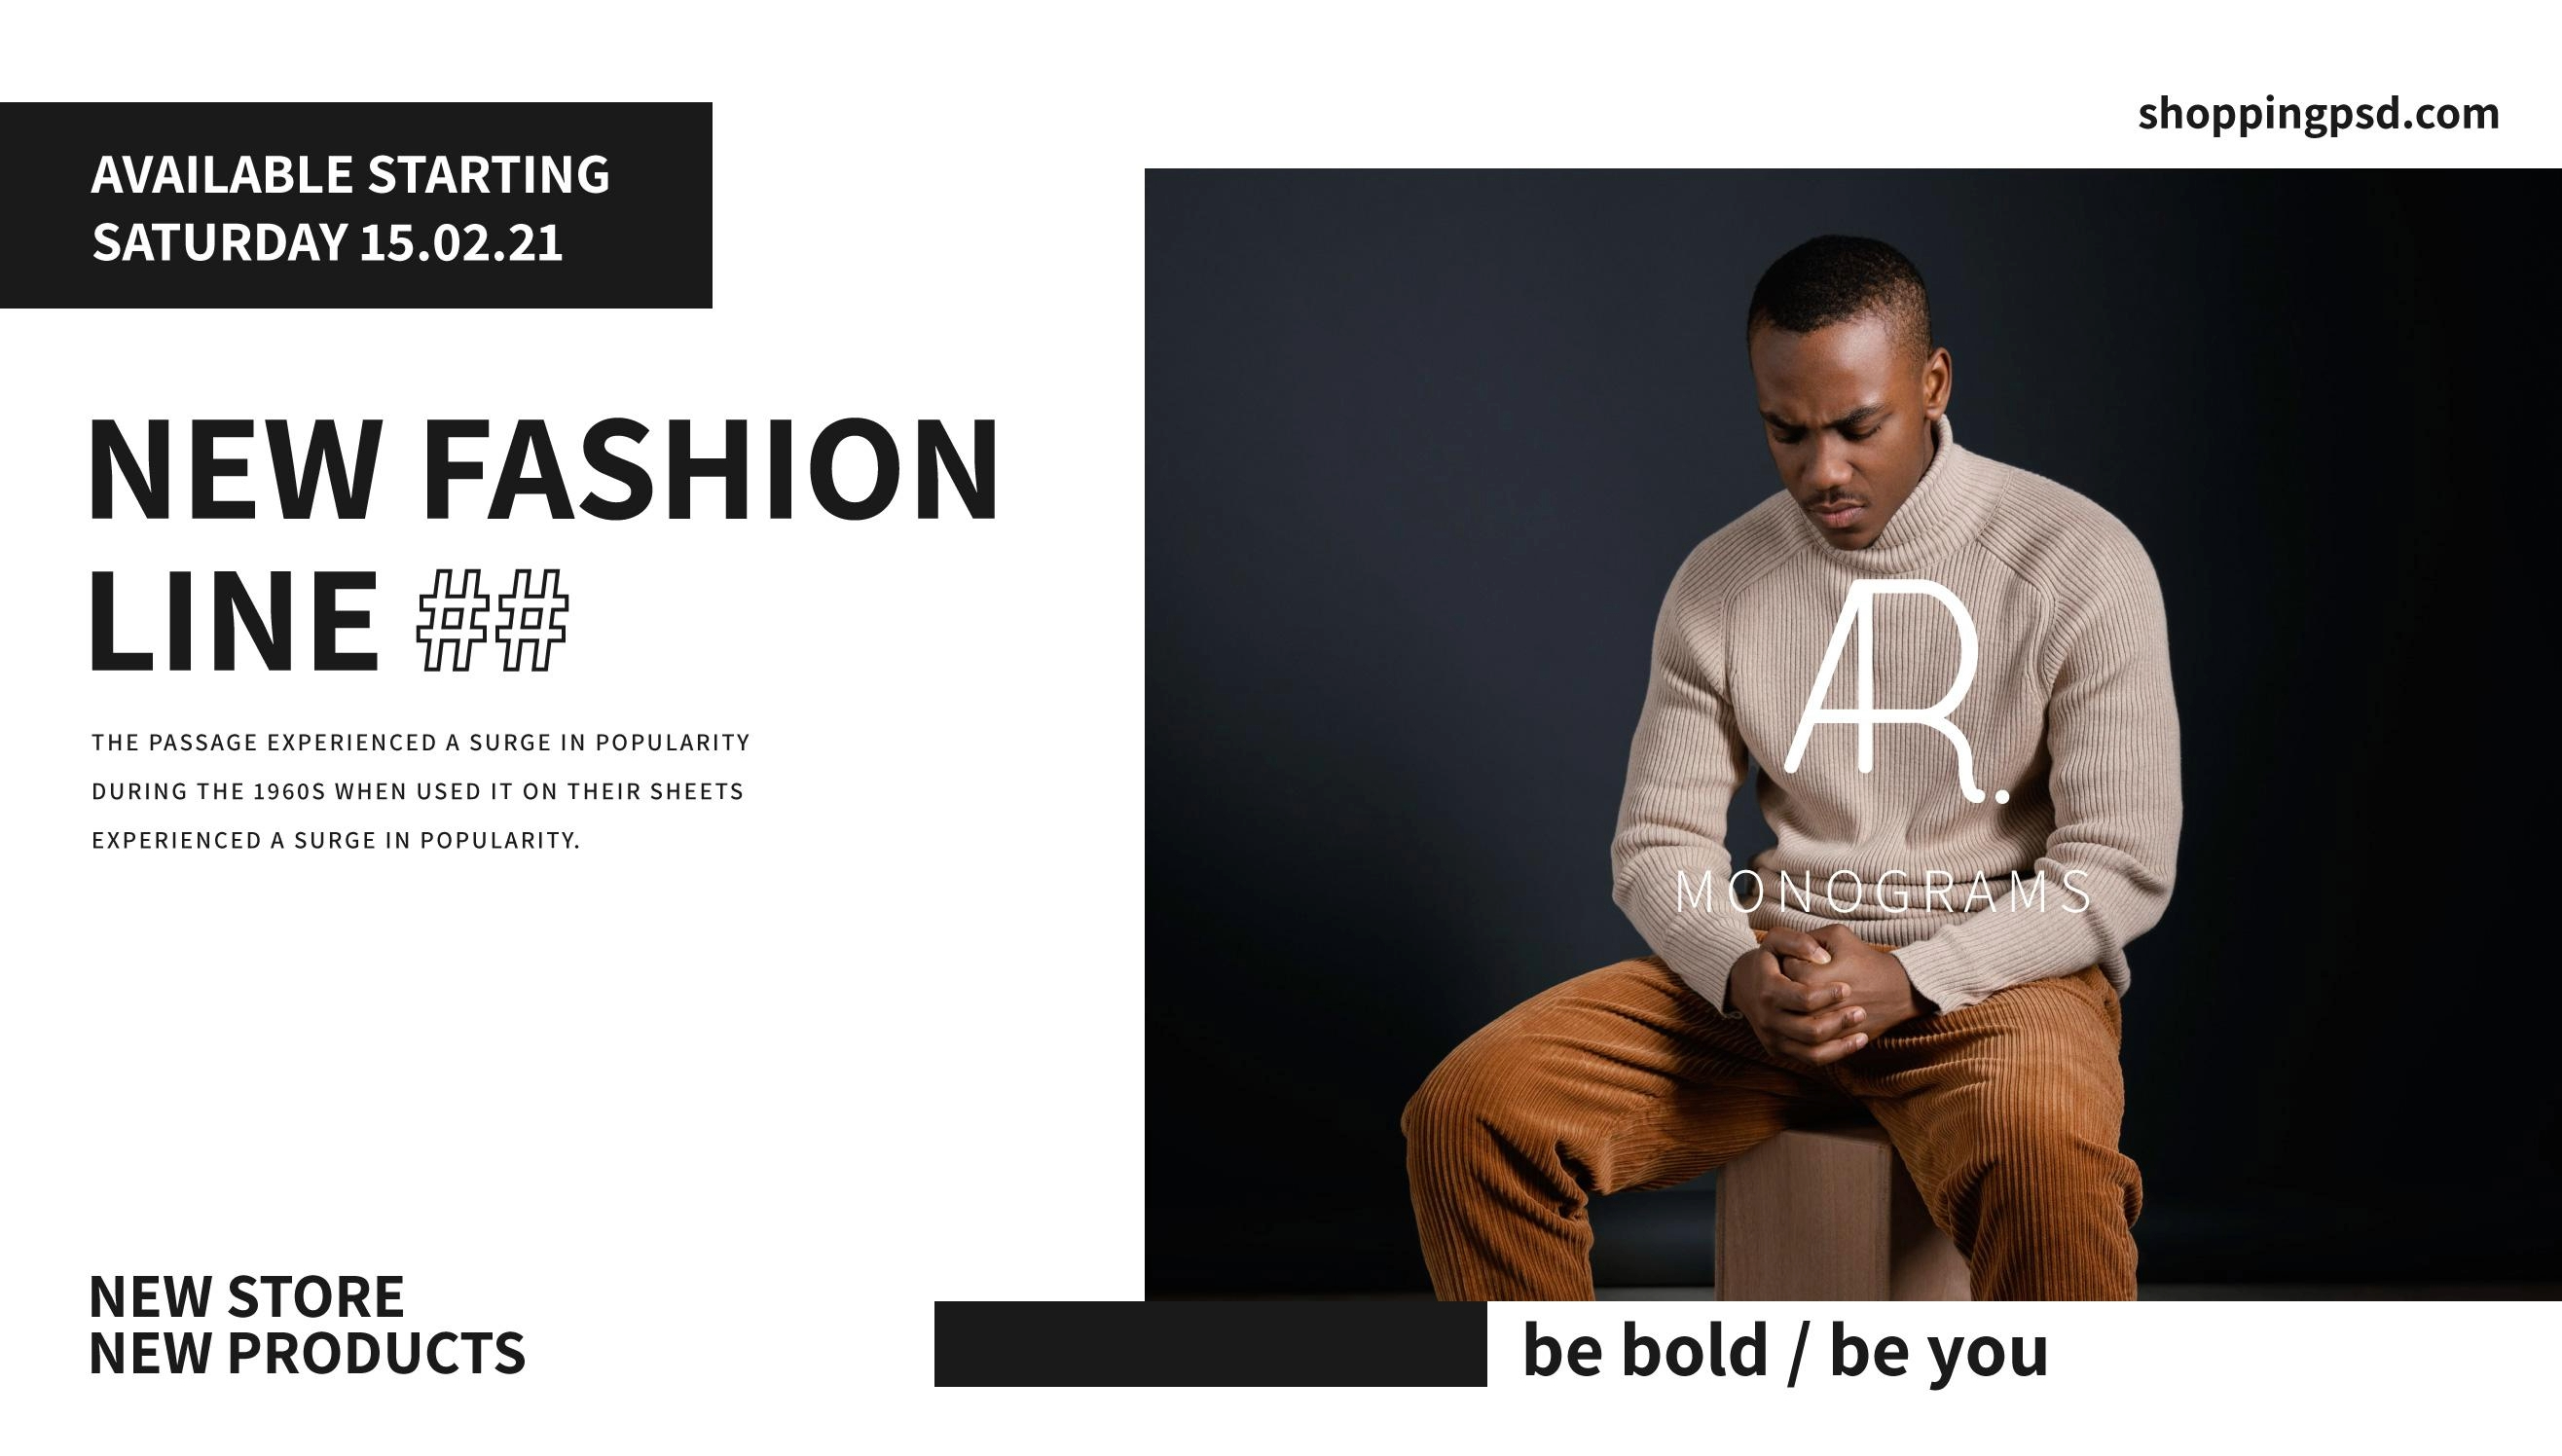 shoppingpsd.com
AVAILABLE STARTING
SATURDAY 15.02.21
NEW FASHION
LINE ##
THE PASSAGE EXPERIENCED A SURGE IN POPULARITY
DURING THE 1960S WHEN USED IT ON THEIR SHEETS
EXPERIENCED A SURGE IN POPULARITY.
AR.
MONOGRAMS
NEW STORE
NEW PRODUCTS
be bold / be you